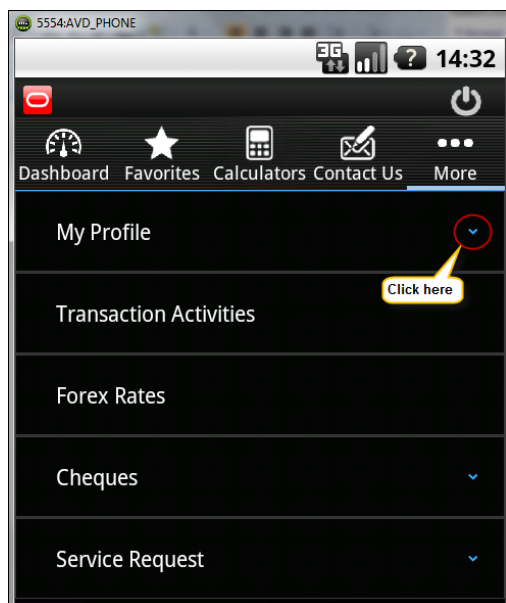 5554:AVD_PHONE
3G ? 14:32
Dashboard Favorites Calculators Contact Us More
My Profile
Click here
Transaction Activities
Forex Rates
Cheques
Service Request